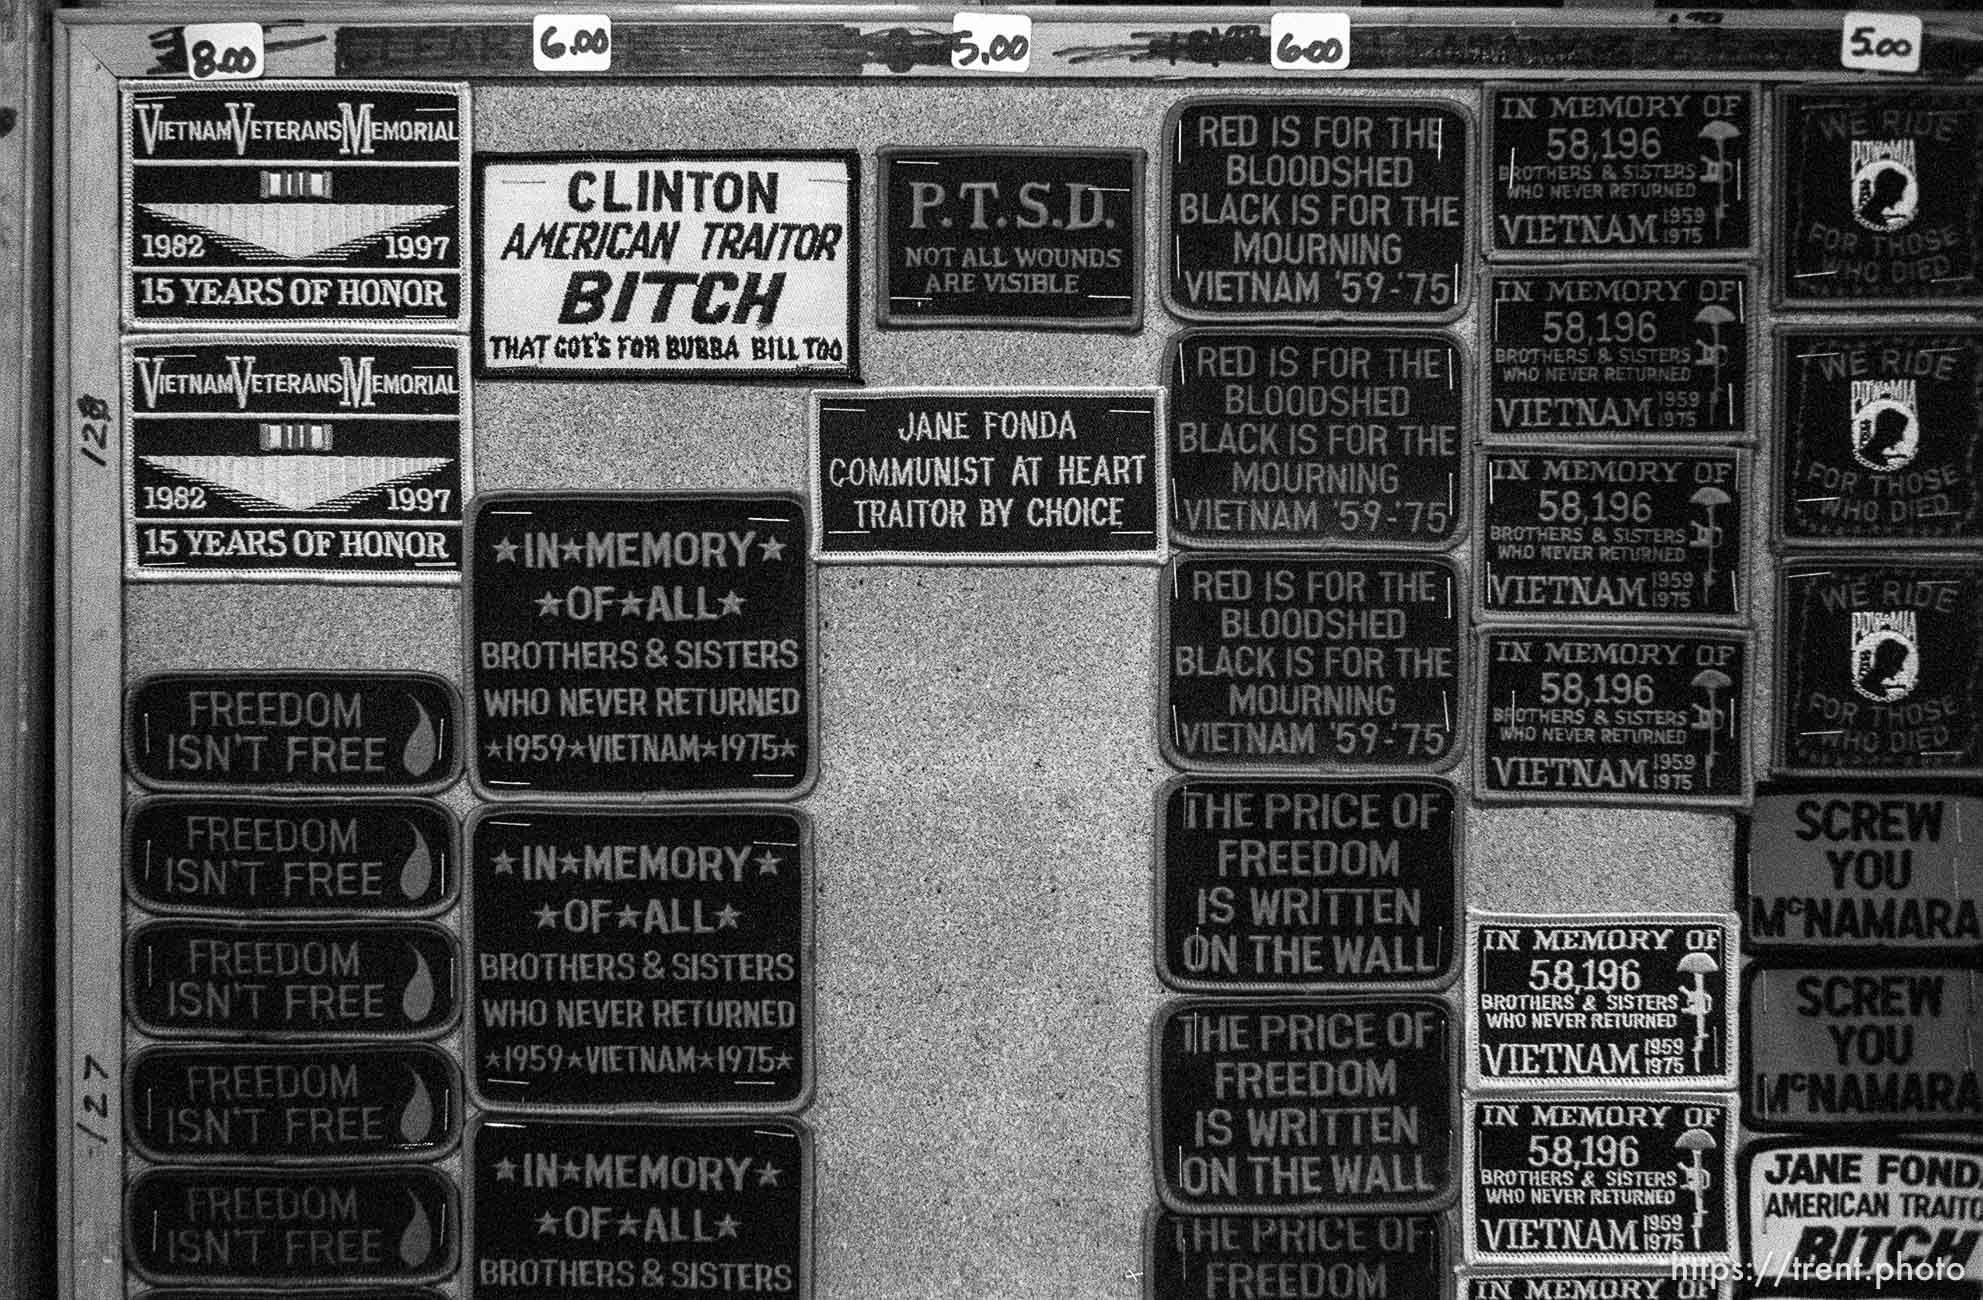 8.00
6.00
5.00
6.00
5.00
128
127
VIETNAM VETERANS MEMORIAL
1982 1997
15 YEARS OF HONOR
VIETNAM VETERANS MEMORIAL
1982 1997
15 YEARS OF HONOR
FREEDOM
ISN'T FREE
FREEDOM
ISN'T FREE
FREEDOM
ISN'T FREE
FREEDOM
ISN'T FREE
FREEDOM
ISN'T FREE
CLINTON
AMERICAN TRAITOR
BITCH
THAT GOE'S FOR BUBBA BILL TOO
★IN★MEMORY★
★OF★ALL★
BROTHERS & SISTERS
WHO NEVER RETURNED
★1959★VIETNAM★1975★
★IN★MEMORY★
★OF★ALL★
BROTHERS & SISTERS
WHO NEVER RETURNED
★1959★VIETNAM★1975★
★IN★MEMORY★
★OF★ALL★
BROTHERS & SISTERS
P.T.S.D.
NOT ALL WOUNDS
ARE VISIBLE
JANE FONDA
COMMUNIST AT HEART
TRAITOR BY CHOICE
RED IS FOR THE
BLOODSHED
BLACK IS FOR THE
MOURNING
VIETNAM '59-'75
RED IS FOR THE
BLOODSHED
BLACK IS FOR THE
MOURNING
VIETNAM '59-'75
RED IS FOR THE
BLOODSHED
BLACK IS FOR THE
MOURNING
VIETNAM '59-'75
THE PRICE OF
FREEDOM
IS WRITTEN
ON THE WALL
THE PRICE OF
FREEDOM
IS WRITTEN
ON THE WALL
THE PRICE OF
FREEDOM
IN MEMORY OF
58,196
BROTHERS & SISTERS
WHO NEVER RETURNED
VIETNAM 1959 1975
IN MEMORY OF
58,196
BROTHERS & SISTERS
WHO NEVER RETURNED
VIETNAM 1959 1975
IN MEMORY OF
58,196
BROTHERS & SISTERS
WHO NEVER RETURNED
VIETNAM 1959 1975
IN MEMORY OF
58,196
BROTHERS & SISTERS
WHO NEVER RETURNED
VIETNAM 1959 1975
IN MEMORY OF
58,196
BROTHERS & SISTERS
WHO NEVER RETURNED
VIETNAM 1959 1975
IN MEMORY OF
58,196
BROTHERS & SISTERS
WHO NEVER RETURNED
VIETNAM 1959 1975
IN MEMORY OF
WE RIDE
POW★MIA
FOR THOSE
WHO DIED
WE RIDE
POW★MIA
FOR THOSE
WHO DIED
WE RIDE
POW★MIA
FOR THOSE
WHO DIED
SCREW
YOU
McNAMARA
SCREW
YOU
McNAMARA
JANE FOND
AMERICAN TRAITO
BITCH
https://trent.photo